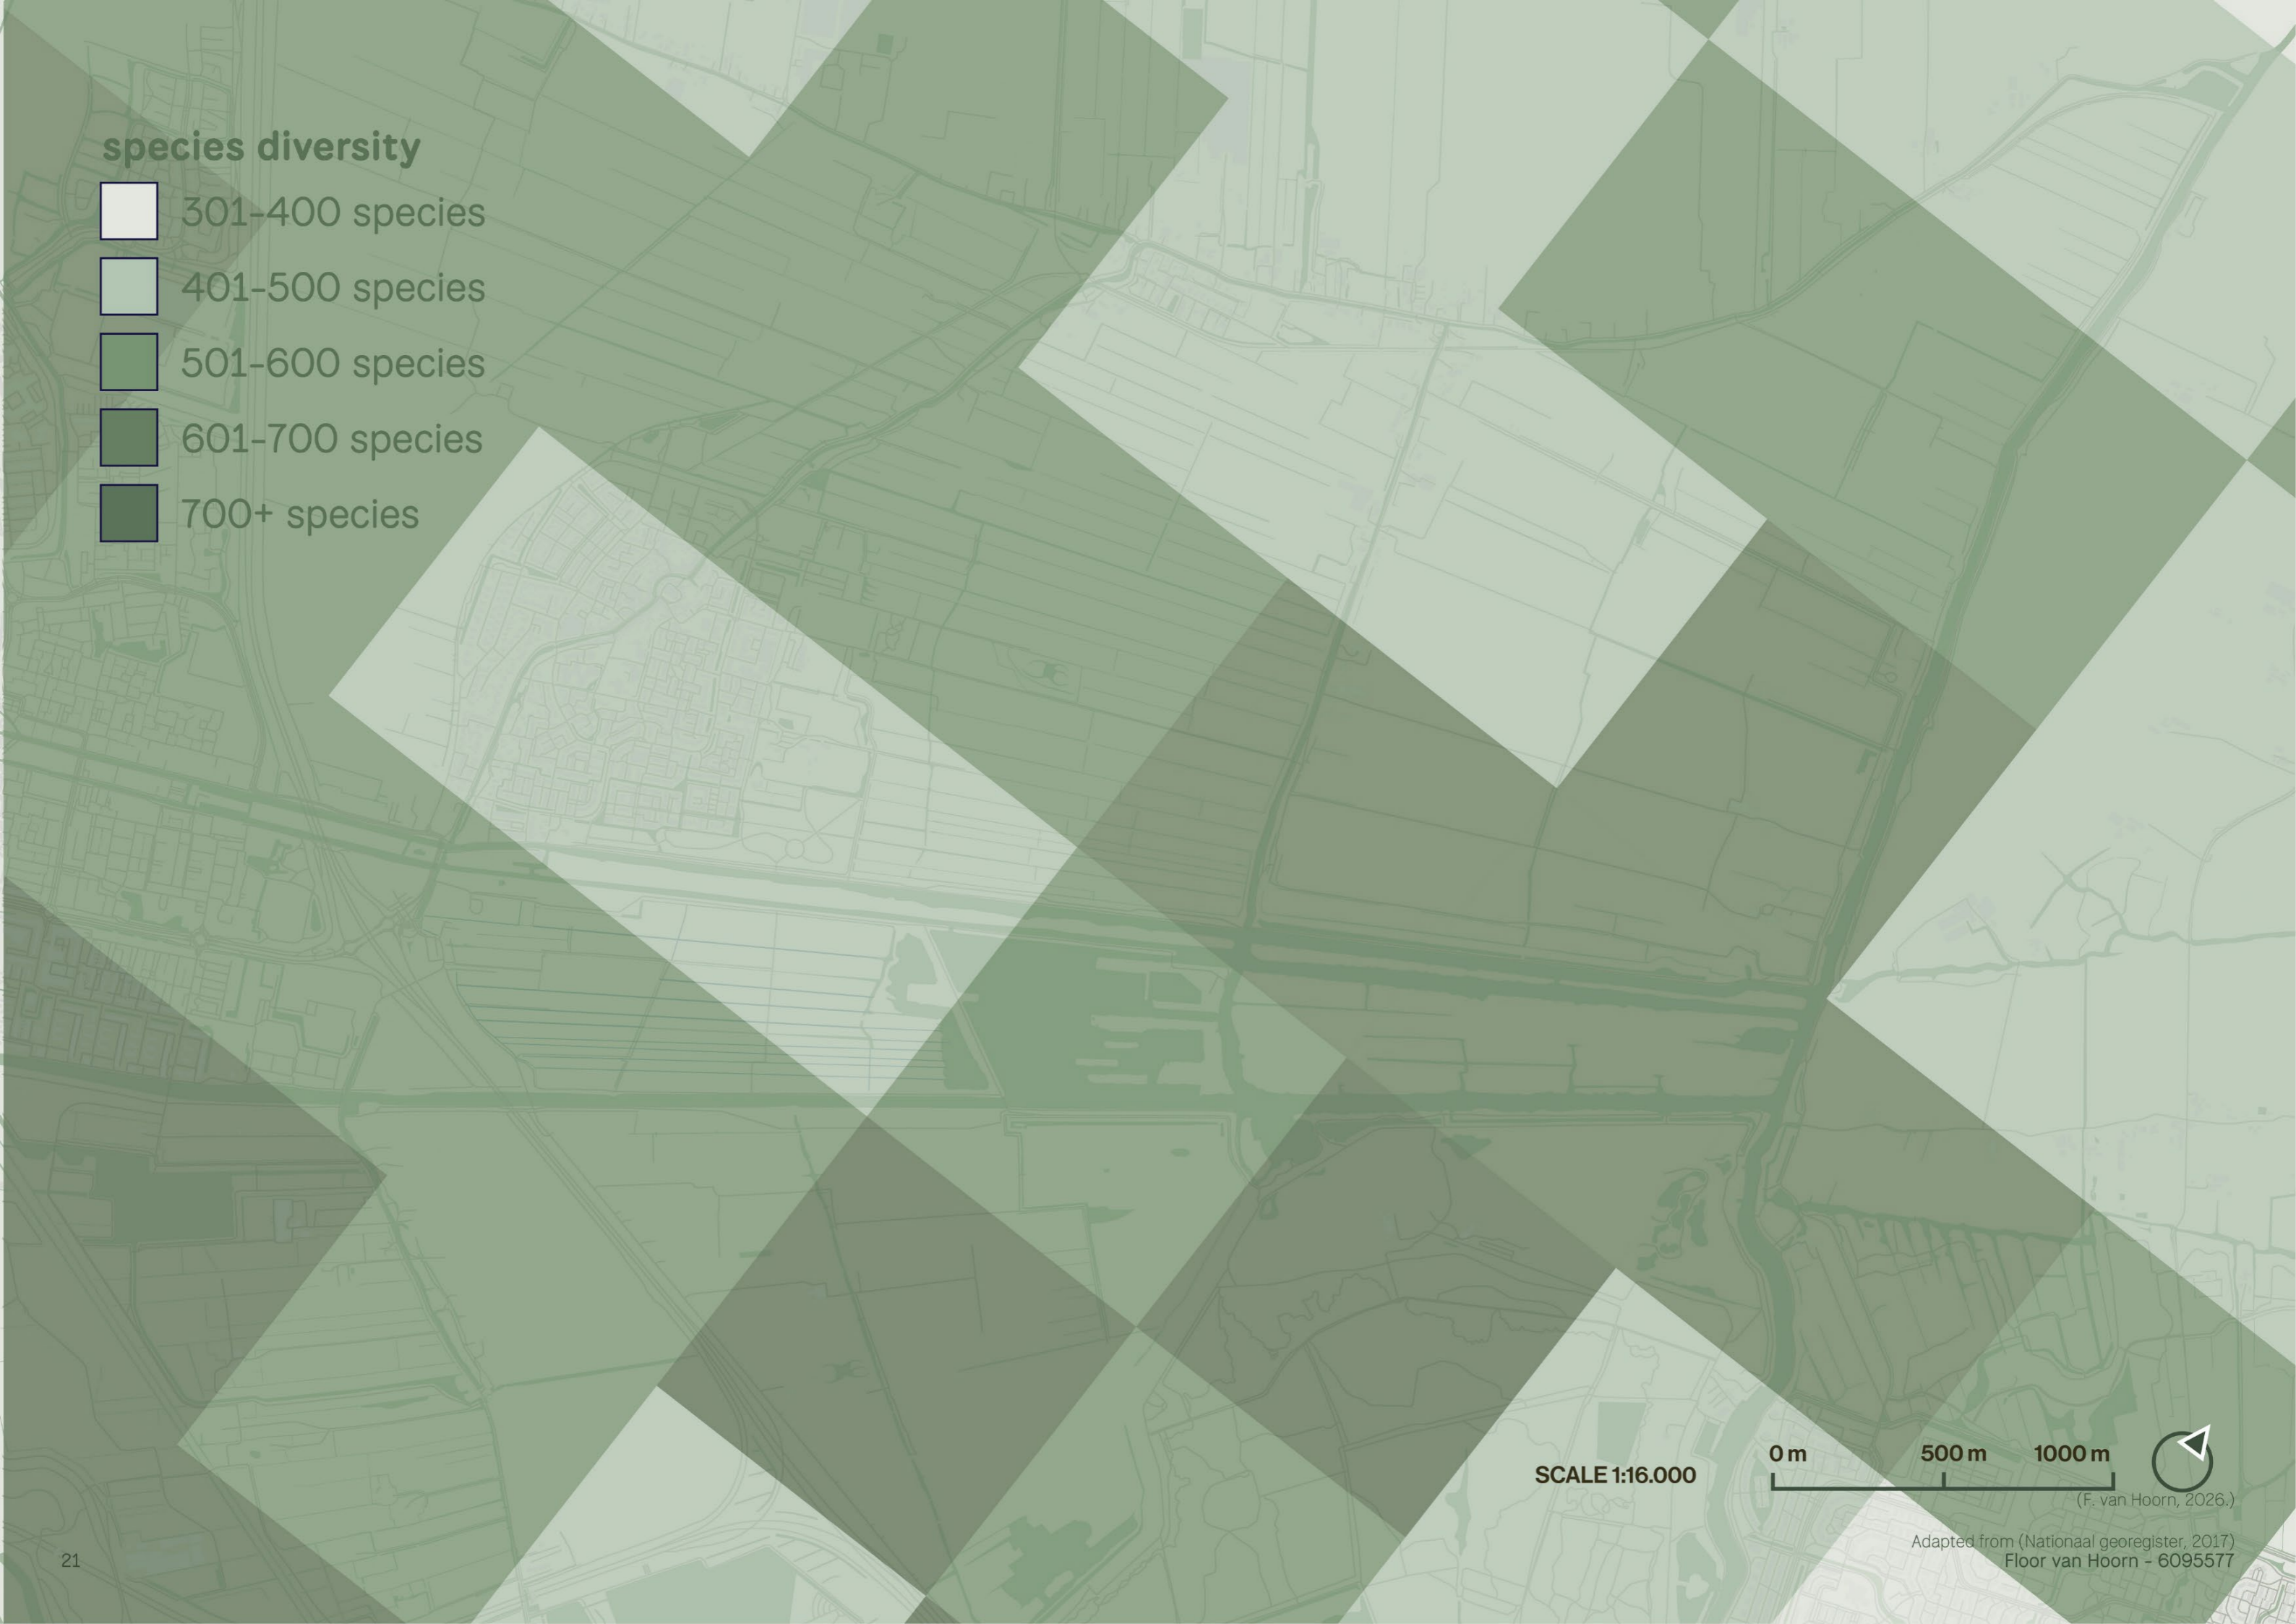 species diversity
301-400 species
401-500 species
501-600 species
601-700 species
700+ species
SCALE 1:16.000
0 m 500 m 1000 m
(F. van Hoorn, 2026.)
Adapted from (Nationaal georegister, 2017)
Floor van Hoorn - 6095577
21